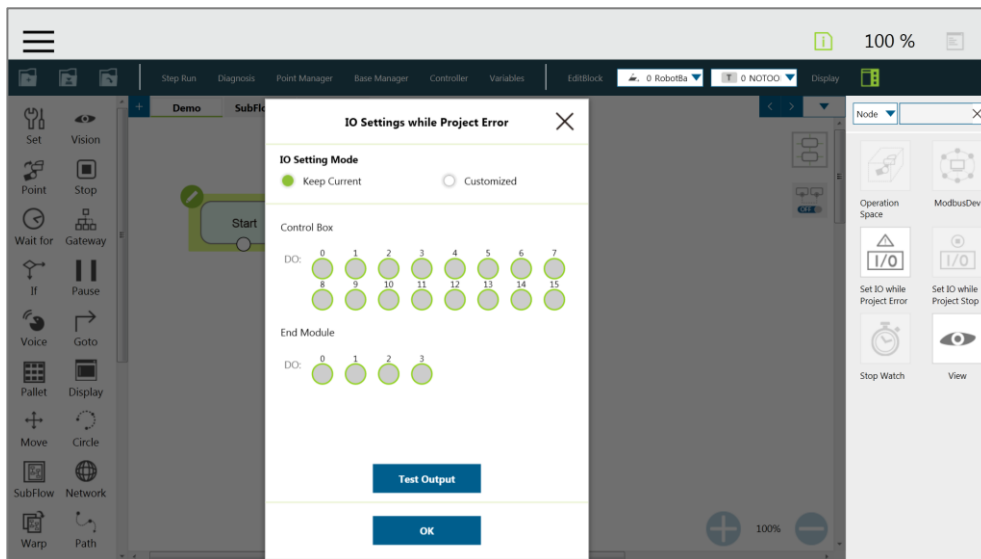 100 %
Step Run Diagnosis Point Manager Base Manager Controller Variables EditBlock 0 RobotBa T 0 NOTOO Display
+ Demo SubFlo
Set Vision
Point Stop
Wait for Gateway
If Pause
Voice Goto
Pallet Display
Move Circle
SubFlow Network
Warp Path
Start
IO Settings while Project Error
IO Setting Mode
Keep Current Customized
Control Box
DO: 0 1 2 3 4 5 6 7
8 9 10 11 12 13 14 15
End Module
DO: 0 1 2 3
Test Output
OK
OFF
100%
Node
Operation
Space
ModbusDev
I/O
Set IO while
Project Error
I/O
Set IO while
Project Stop
Stop Watch
View